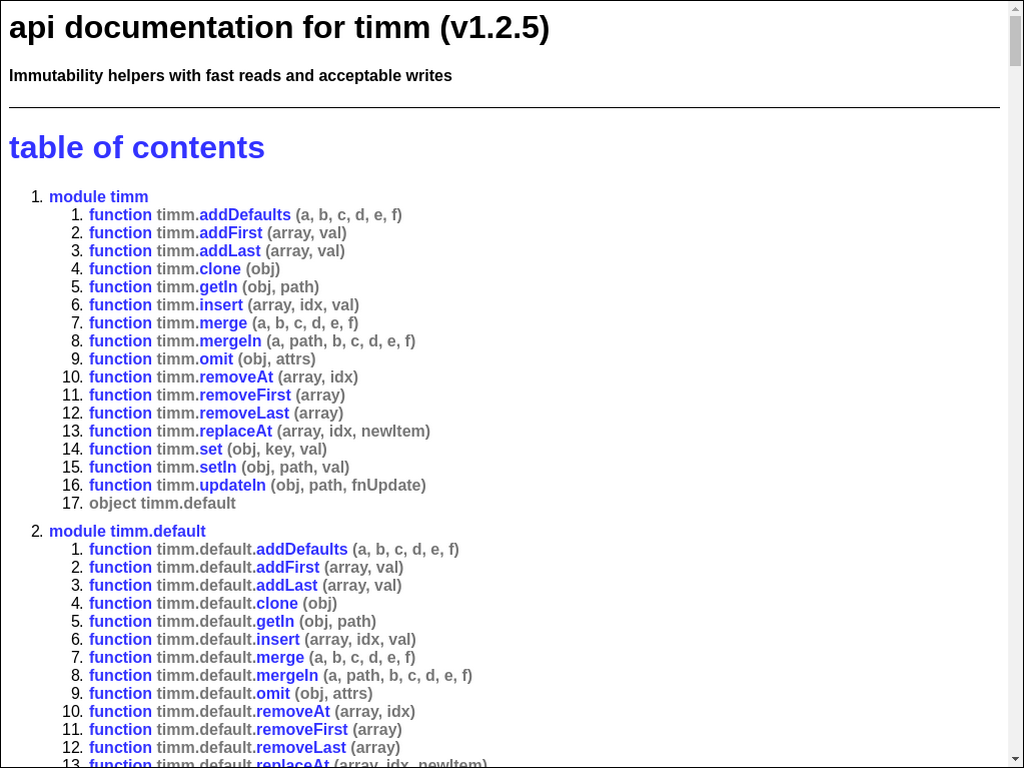 api documentation for timm (v1.2.5)
Immutability helpers with fast reads and acceptable writes
table of contents
1. module timm
1. function timm.addDefaults (a, b, c, d, e, f)
2. function timm.addFirst (array, val)
3. function timm.addLast (array, val)
4. function timm.clone (obj)
5. function timm.getIn (obj, path)
6. function timm.insert (array, idx, val)
7. function timm.merge (a, b, c, d, e, f)
8. function timm.mergeIn (a, path, b, c, d, e, f)
9. function timm.omit (obj, attrs)
10. function timm.removeAt (array, idx)
11. function timm.removeFirst (array)
12. function timm.removeLast (array)
13. function timm.replaceAt (array, idx, newItem)
14. function timm.set (obj, key, val)
15. function timm.setIn (obj, path, val)
16. function timm.updateIn (obj, path, fnUpdate)
17. object timm.default
2. module timm.default
1. function timm.default.addDefaults (a, b, c, d, e, f)
2. function timm.default.addFirst (array, val)
3. function timm.default.addLast (array, val)
4. function timm.default.clone (obj)
5. function timm.default.getIn (obj, path)
6. function timm.default.insert (array, idx, val)
7. function timm.default.merge (a, b, c, d, e, f)
8. function timm.default.mergeIn (a, path, b, c, d, e, f)
9. function timm.default.omit (obj, attrs)
10. function timm.default.removeAt (array, idx)
11. function timm.default.removeFirst (array)
12. function timm.default.removeLast (array)
13. function timm.default.replaceAt (array, idx, newItem)